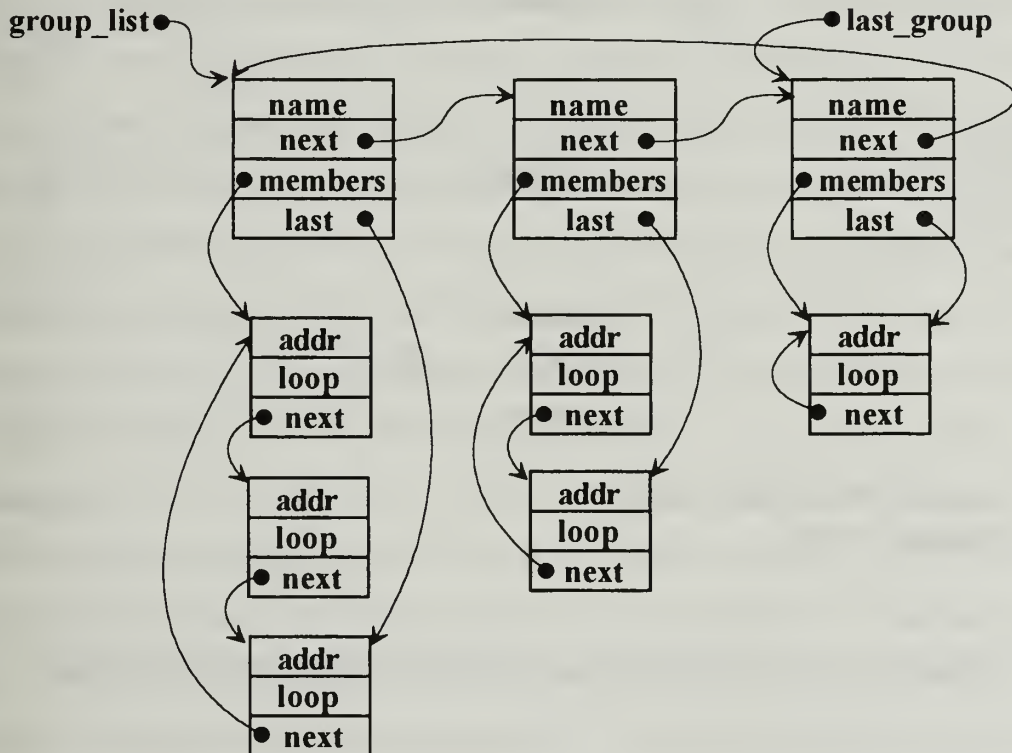 group_list last_group
name name name
next next next
members members members
last last last
addr addr addr
loop loop loop
next next next
addr addr
loop loop
next next
addr
loop
next